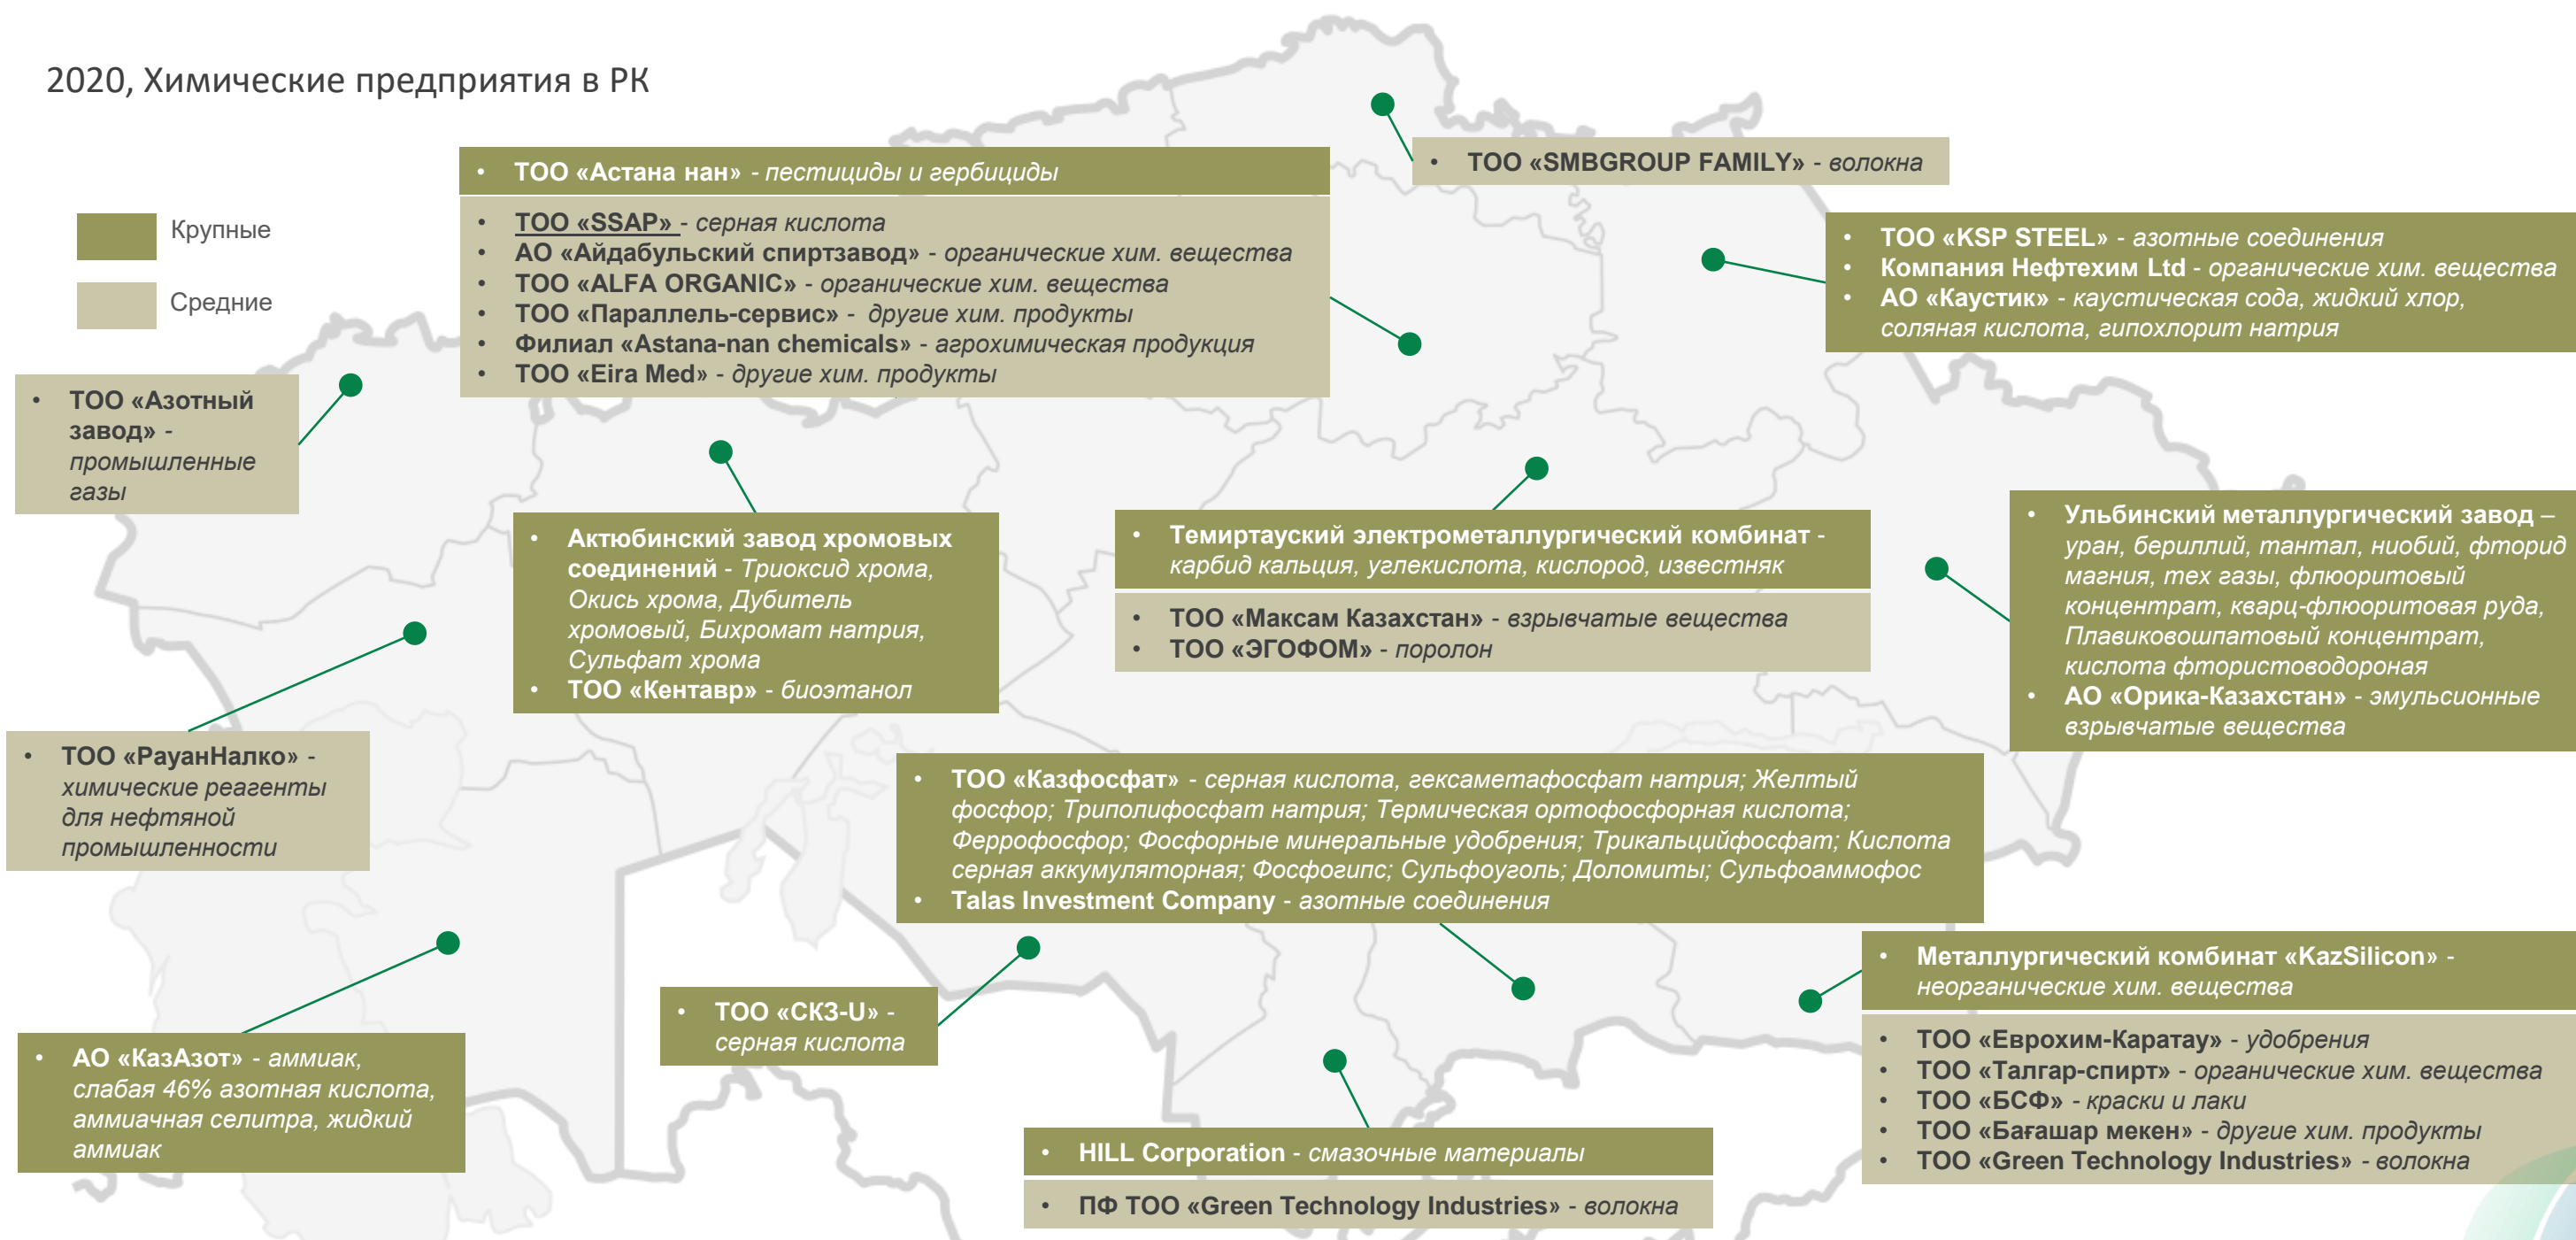 2020, Химические предприятия в РК
Крупные
Средние
• ТОО «Астана нан» - пестициды и гербициды
• ТОО «SSAP» - серная кислота
• АО «Айдабульский спиртзавод» - органические хим. вещества
• ТОО «ALFA ORGANIC» - органические хим. вещества
• ТОО «Параллель-сервис» - другие хим. продукты
• Филиал «Astana-nan chemicals» - агрохимическая продукция
• ТОО «Eira Med» - другие хим. продукты
• ТОО «SMBGROUP FAMILY» - волокна
• ТОО «KSP STEEL» - азотные соединения
• Компания Нефтехим Ltd - органические хим. вещества
• АО «Каустик» - каустическая сода, жидкий хлор,
соляная кислота, гипохлорит натрия
• ТОО «Азотный
завод» -
промышленные
газы
• Актюбинский завод хромовых
соединений - Триоксид хрома,
Окись хрома, Дубитель
хромовый, Бихромат натрия,
Сульфат хрома
• ТОО «Кентавр» - биоэтанол
• Темиртауский электрометаллургический комбинат -
карбид кальция, углекислота, кислород, известняк
• ТОО «Максам Казахстан» - взрывчатые вещества
• ТОО «ЭГОФОМ» - поролон
• Ульбинский металлургический завод –
уран, бериллий, тантал, ниобий, фторид
магния, тех газы, флюоритовый
концентрат, кварц-флюоритовая руда,
Плавиковошпатовый концентрат,
кислота фтористоводороная
• АО «Орика-Казахстан» - эмульсионные
взрывчатые вещества
• ТОО «РауанНалко» -
химические реагенты
для нефтяной
промышленности
• ТОО «Казфосфат» - серная кислота, гексаметафосфат натрия; Желтый
фосфор; Триполифосфат натрия; Термическая ортофосфорная кислота;
Феррофосфор; Фосфорные минеральные удобрения; Трикальцийфосфат; Кислота
серная аккумуляторная; Фосфогипс; Сульфоуголь; Доломиты; Сульфоаммофос
• Talas Investment Company - азотные соединения
• АО «КазАзот» - аммиак,
слабая 46% азотная кислота,
аммиачная селитра, жидкий
аммиак
• ТОО «СКЗ-U» -
серная кислота
• Металлургический комбинат «KazSilicon» -
неорганические хим. вещества
• ТОО «Еврохим-Каратау» - удобрения
• ТОО «Талгар-спирт» - органические хим. вещества
• ТОО «БСФ» - краски и лаки
• ТОО «Бағашар мекен» - другие хим. продукты
• ТОО «Green Technology Industries» - волокна
• HILL Corporation - смазочные материалы
• ПФ ТОО «Green Technology Industries» - волокна